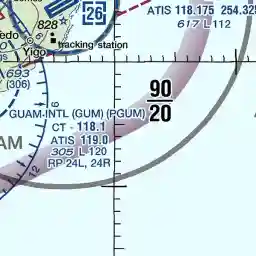 26
ATIS 118.175 254.325
617 L 112
828
tracking station
Yigo
693
(306)
90
20
GUAM-INTL (GUM) (PGUM)
CT - 118.1
ATIS 119.0
305 L 120
RP 24L, 24R
AM